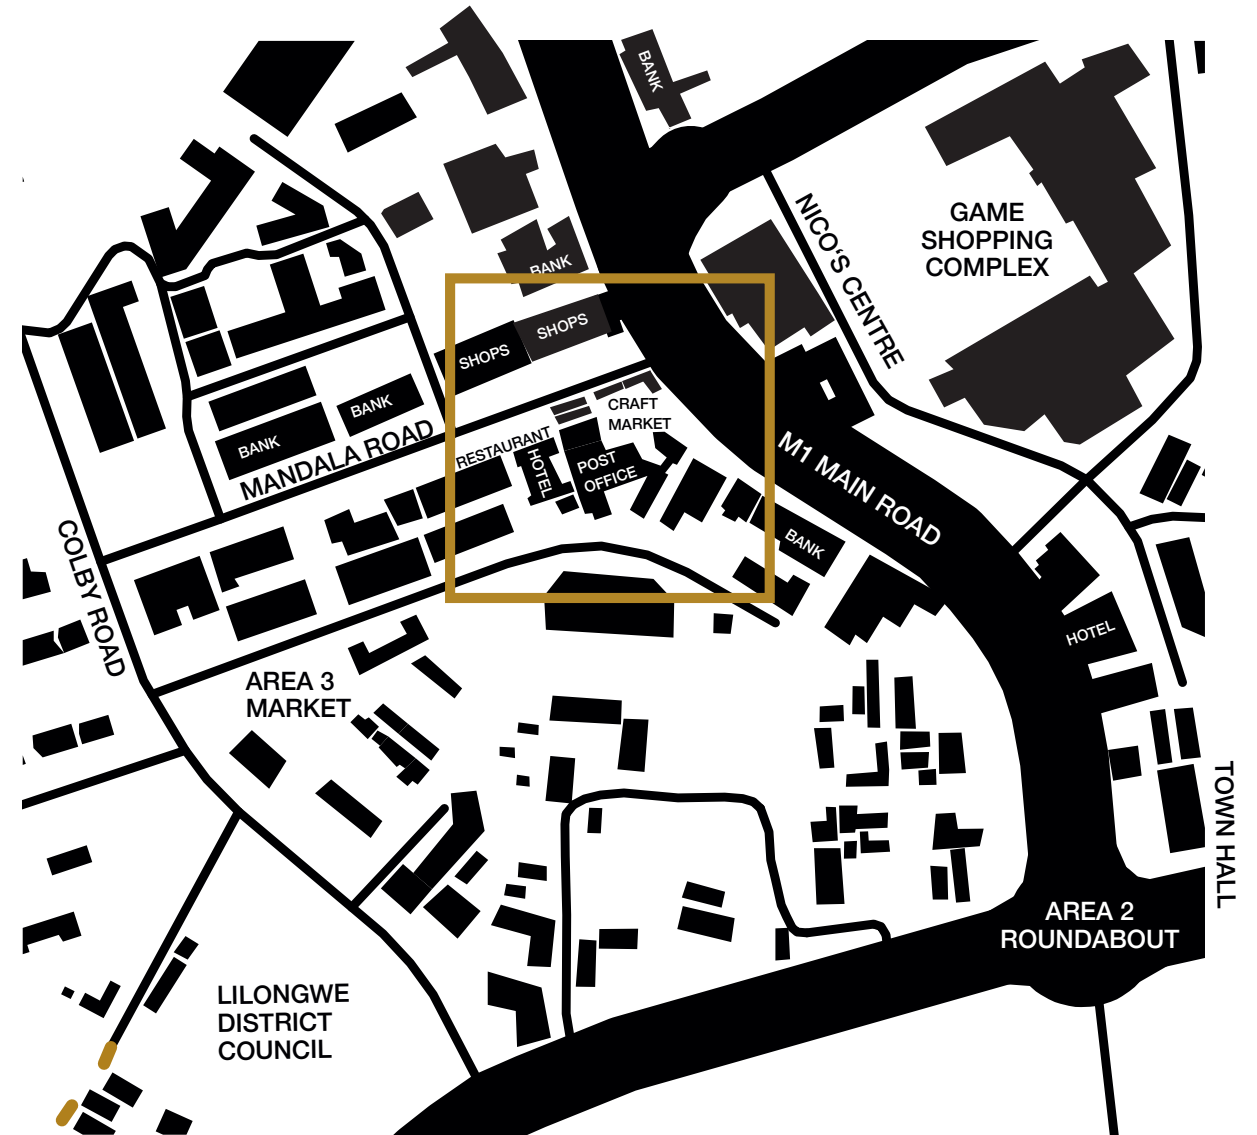 BANK
NICO'S CENTRE
GAME
SHOPPING
COMPLEX
BANK
SHOPS
SHOPS
BANK
BANK
MANDALA ROAD
CRAFT
MARKET
RESTAURANT
HOTEL
POST
OFFICE
M1 MAIN ROAD
BANK
COLBY ROAD
HOTEL
AREA 3
MARKET
TOWN HALL
AREA 2
ROUNDABOUT
LILONGWE
DISTRICT
COUNCIL